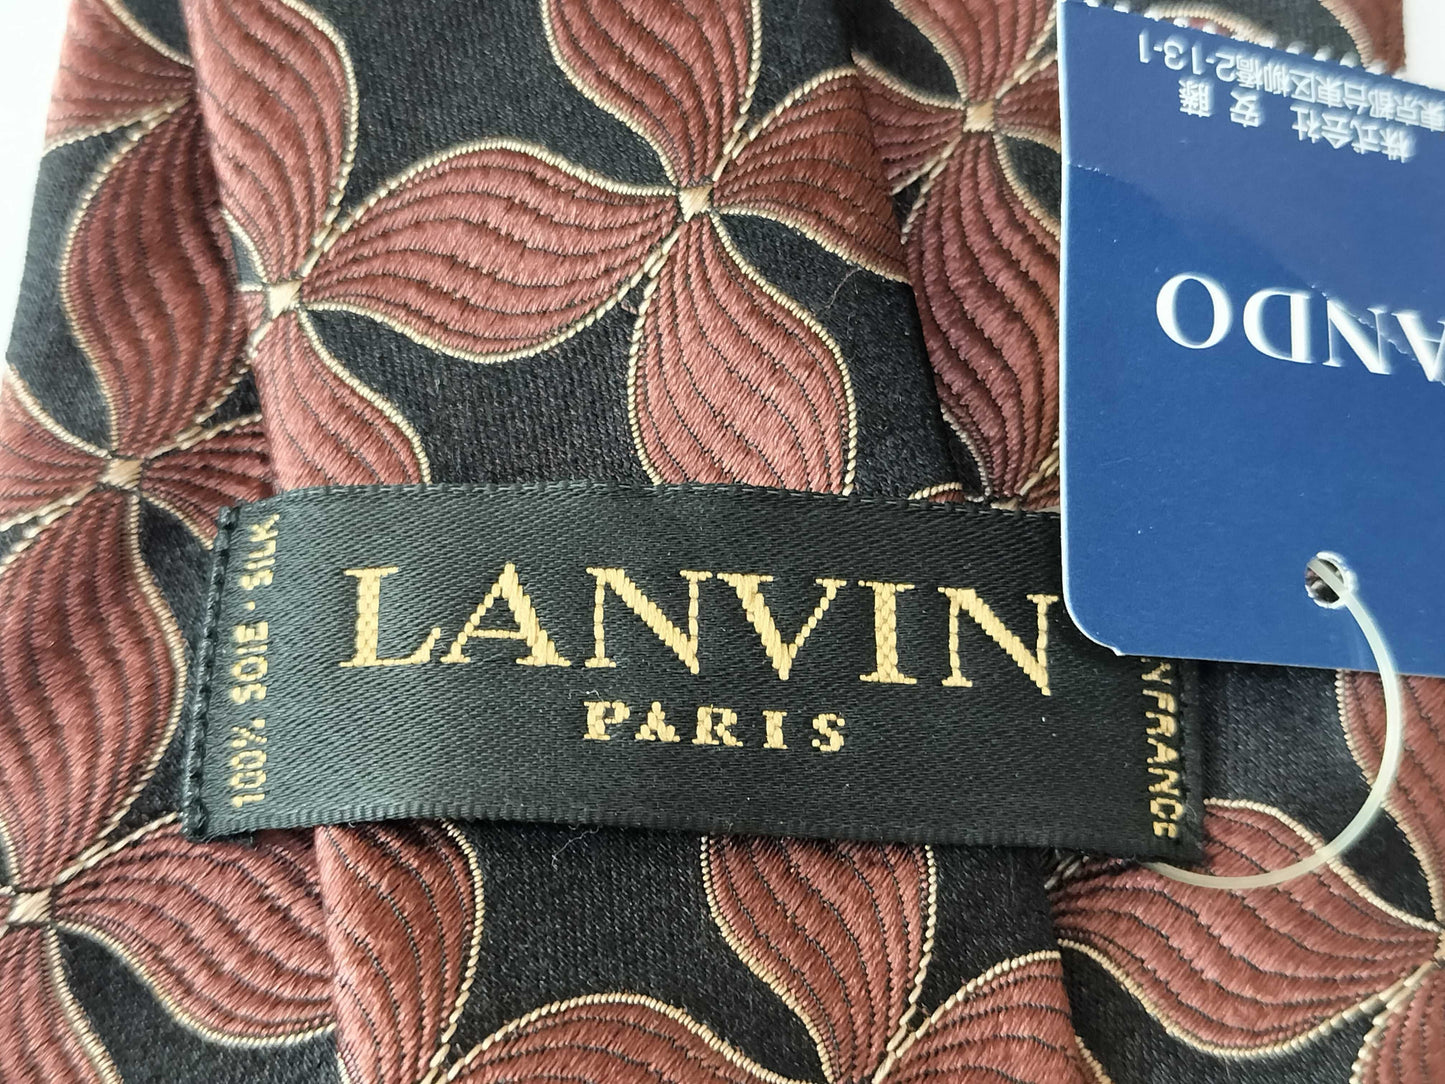 LANVIN
PARIS
100% SOIE · SILK
FRANCE
ANDO
株式会社 安藤
東京都台東区柳橋2-13-1